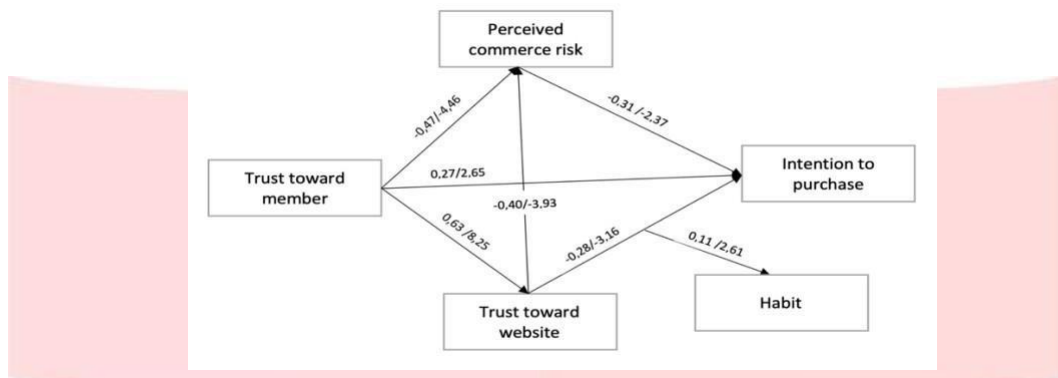 Perceived
commerce risk
-0,47/-4,46
-0,31 /-2,37
Trust toward
member
0,27/2,65
Intention to
purchase
-0,40/-3,93
0,63 /8,25
-0,28/-3,16
0,11 /2,61
Trust toward
website
Habit